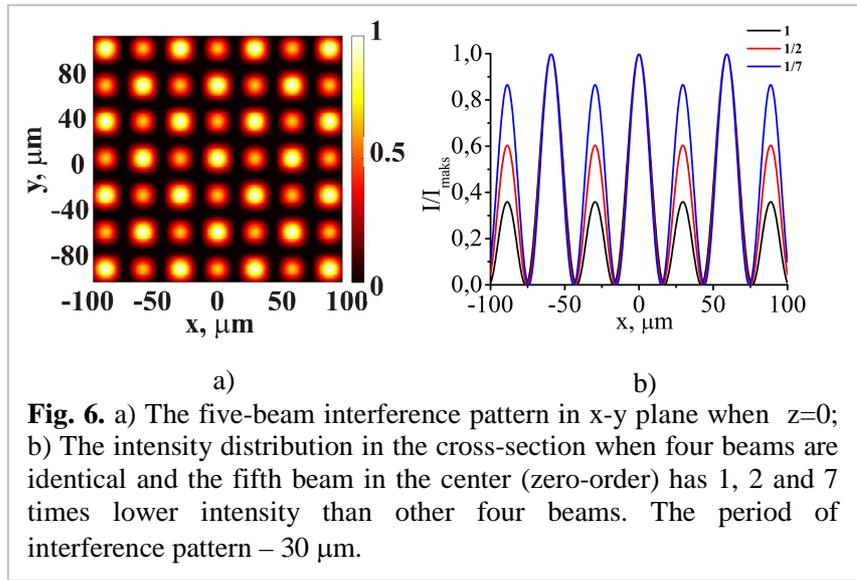 1
1/2
1/7
80
40
0
-40
-80
y, µm
1
0.5
0
-100 -50 0 50 100
x, µm
1,0
0,8
0,6
0,4
0,2
0,0
I/I_maks
-100 -50 0 50 100
x, µm
a) b)
Fig. 6. a) The five-beam interference pattern in x-y plane when z=0;
b) The intensity distribution in the cross-section when four beams are
identical and the fifth beam in the center (zero-order) has 1, 2 and 7
times lower intensity than other four beams. The period of
interference pattern – 30 µm.